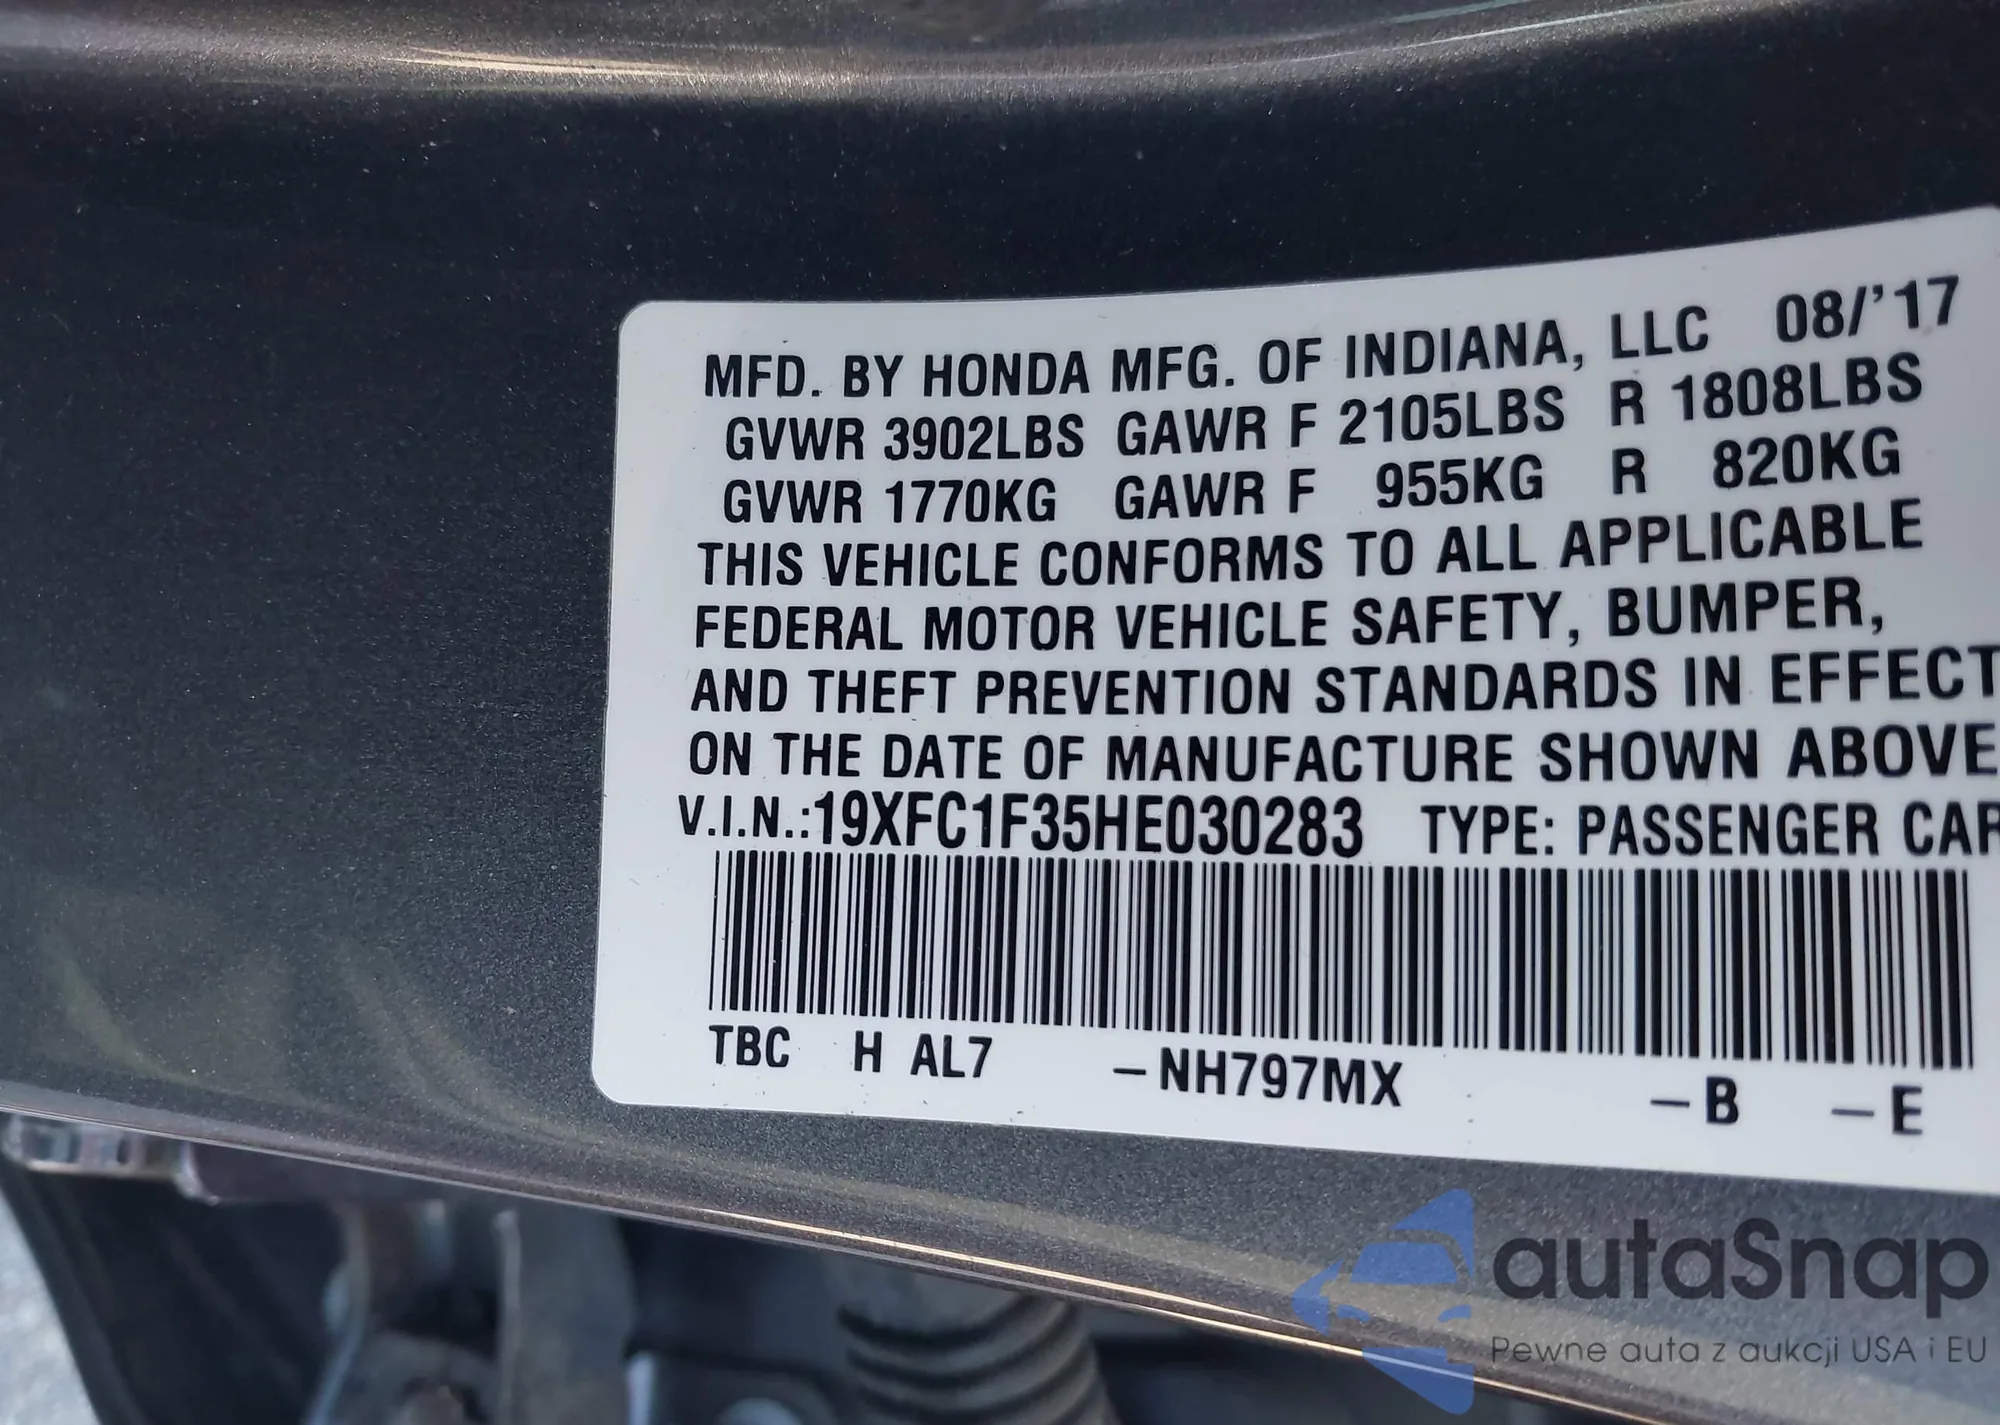 MFD. BY HONDA MFG. OF INDIANA, LLC 08/'17
GVWR 3902LBS GAWR F 2105LBS R 1808LBS
GVWR 1770KG GAWR F 955KG R 820KG
THIS VEHICLE CONFORMS TO ALL APPLICABLE
FEDERAL MOTOR VEHICLE SAFETY, BUMPER,
AND THEFT PREVENTION STANDARDS IN EFFECT
ON THE DATE OF MANUFACTURE SHOWN ABOVE
V.I.N.:19XFC1F35HE030283 TYPE: PASSENGER CAR
TBC H AL7 –NH797MX –B –E
autaSnap
Pewne auta z aukcji USA i EU